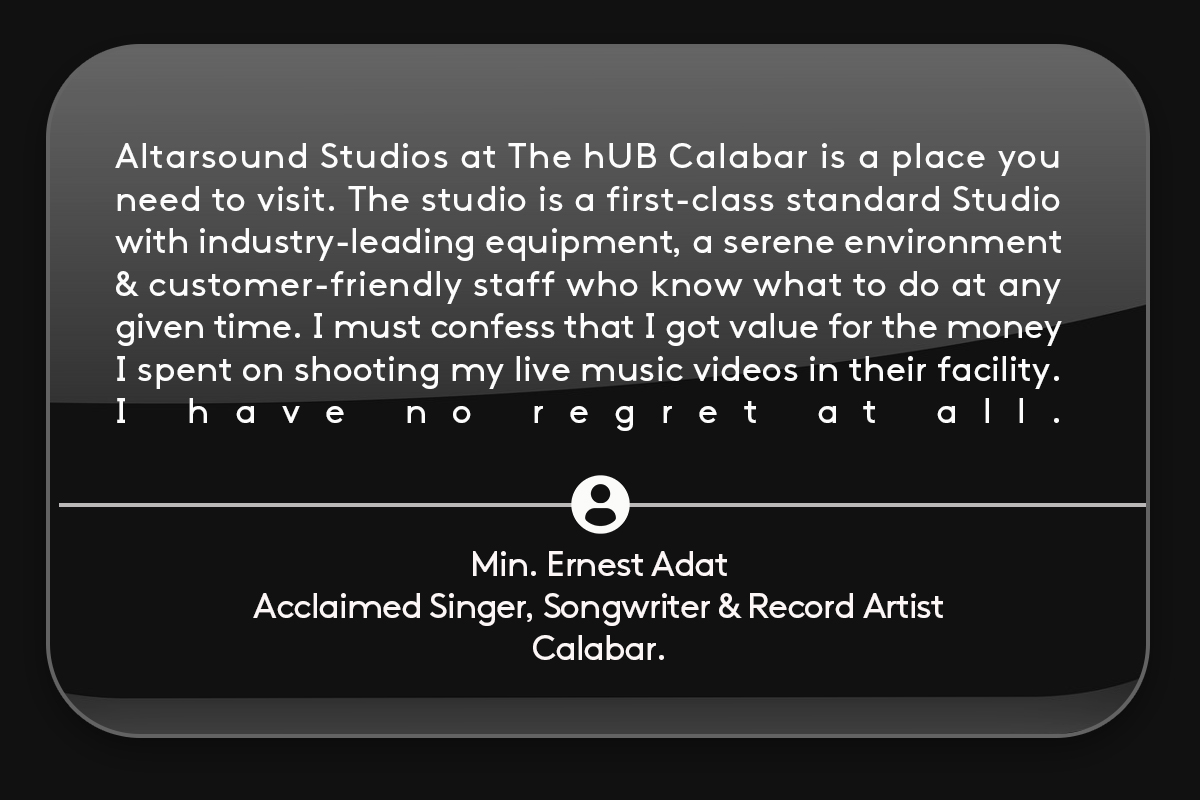 Altarsound Studios at The hUB Calabar is a place you
need to visit. The studio is a first-class standard Studio
with industry-leading equipment, a serene environment
& customer-friendly staff who know what to do at any
given time. I must confess that I got value for the money
I spent on shooting my live music videos in their facility.
I have no regret at all.
Min. Ernest Adat
Acclaimed Singer, Songwriter & Record Artist
Calabar.